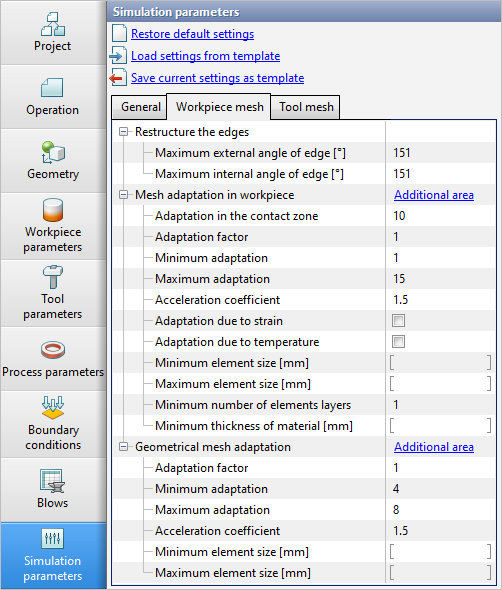 Project
Operation
Geometry
Workpiece
parameters
Tool
parameters
Process parameters
Boundary
conditions
Blows
Simulation
parameters
Simulation parameters
Restore default settings
Load settings from template
Save current settings as template
General Workpiece mesh Tool mesh
Restructure the edges
Maximum external angle of edge [°] 151
Maximum internal angle of edge [°] 151
Mesh adaptation in workpiece Additional area
Adaptation in the contact zone 10
Adaptation factor 1
Minimum adaptation 1
Maximum adaptation 15
Acceleration coefficient 1.5
Adaptation due to strain
Adaptation due to temperature
Minimum element size [mm] [ ]
Maximum element size [mm] [ ]
Minimum number of elements layers 1
Minimum thickness of material [mm] [ ]
Geometrical mesh adaptation Additional area
Adaptation factor 1
Minimum adaptation 4
Maximum adaptation 8
Acceleration coefficient 1.5
Minimum element size [mm] [ ]
Maximum element size [mm] [ ]